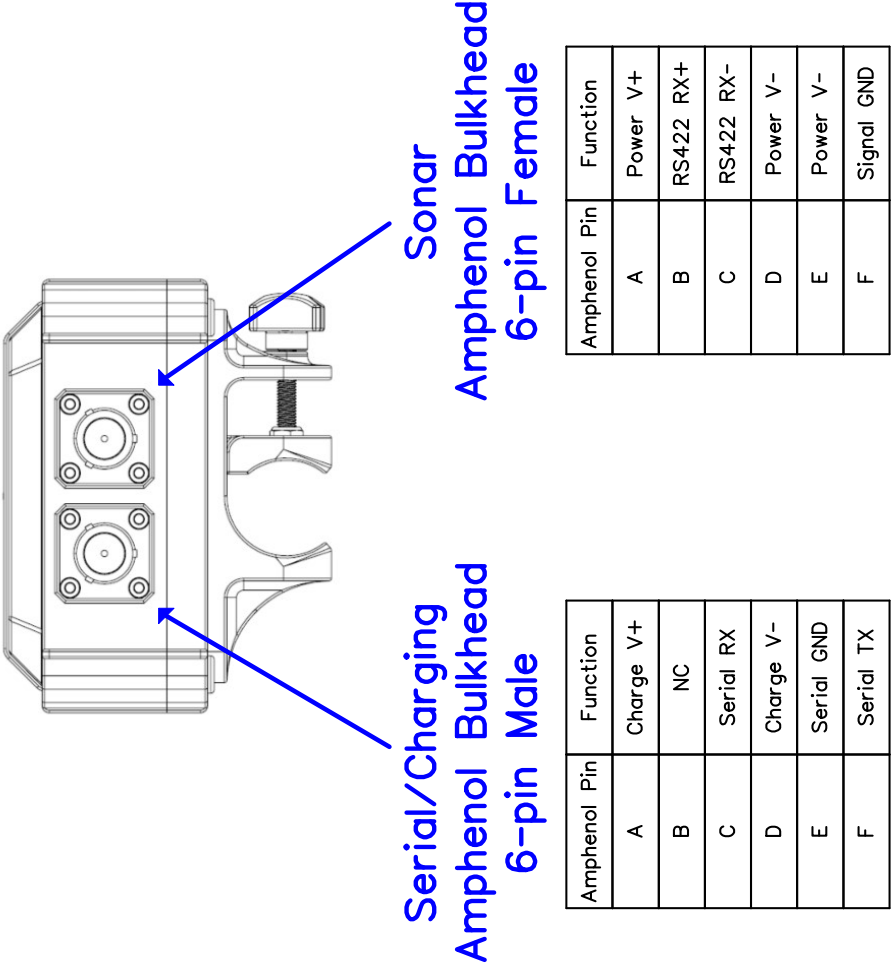 Serial/Charging
Amphenol Bulkhead
6-pin Male
Sonar
Amphenol Bulkhead
6-pin Female
Amphenol Pin Function
A Charge V+
B NC
C Serial RX
D Charge V-
E Serial GND
F Serial TX
Amphenol Pin Function
A Power V+
B RS422 RX+
C RS422 RX-
D Power V-
E Power V-
F Signal GND